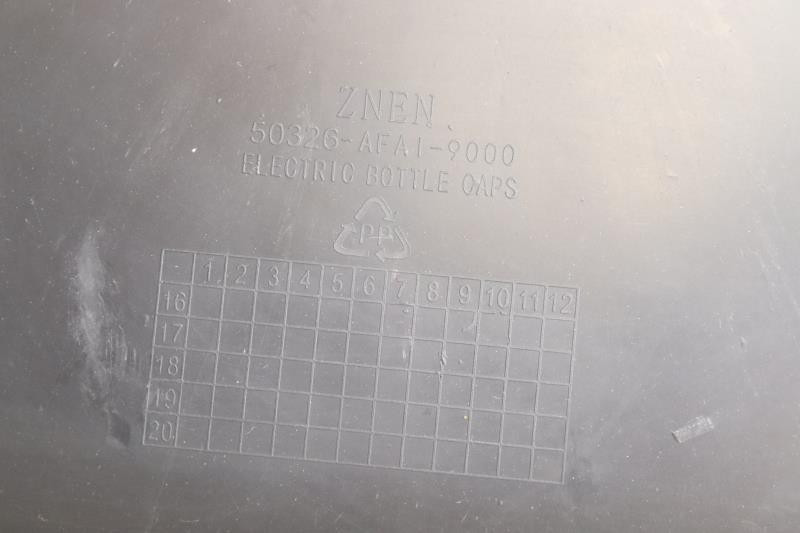 ZNEN
50326-AFA1-9000
ELECTRIC BOTTLE CAPS
PP
- 1 2 3 4 5 6 7 8 9 10 11 12
16
17
18
19
20